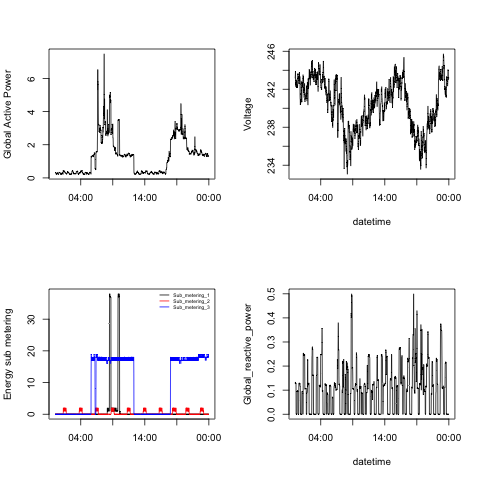 Global Active Power
0 2 4 6
04:00 14:00 00:00
Voltage
234 238 242 246
04:00 14:00 00:00
datetime
Energy sub metering
0 10 20 30
Sub_metering_1
Sub_metering_2
Sub_metering_3
04:00 14:00 00:00
Global_reactive_power
0.0 0.1 0.2 0.3 0.4 0.5
04:00 14:00 00:00
datetime